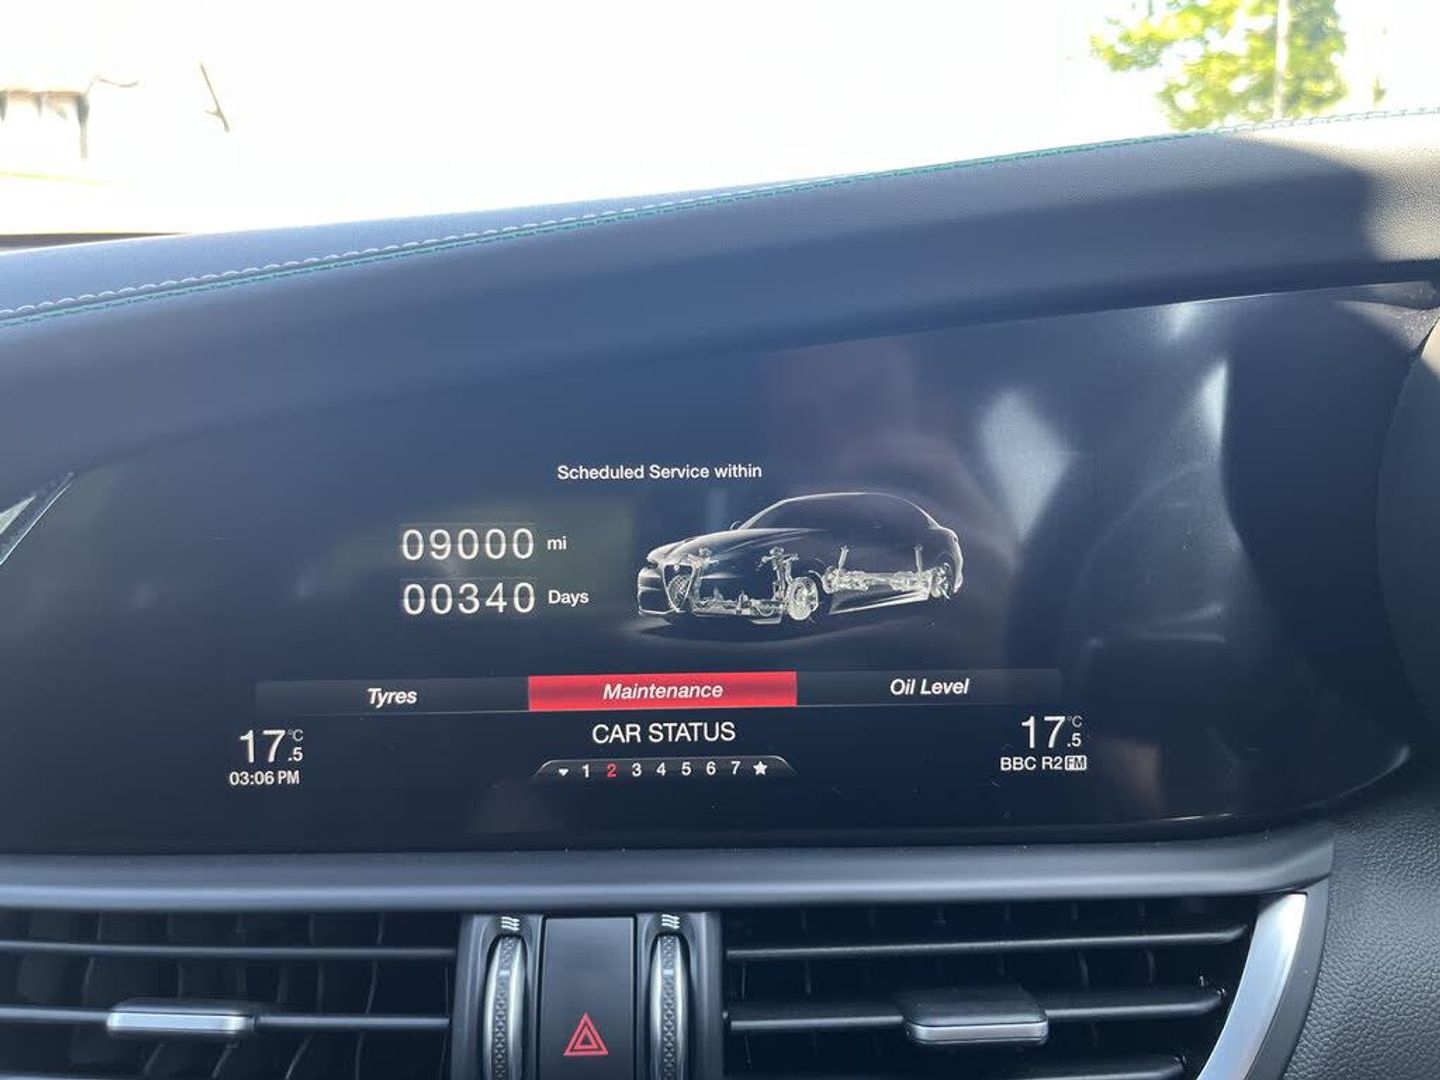 Scheduled Service within
09000 mi
00340 Days
Tyres Maintenance Oil Level
17.5°C CAR STATUS 17.5°C
03:06 PM 1 2 3 4 5 6 7 BBC R2 FM